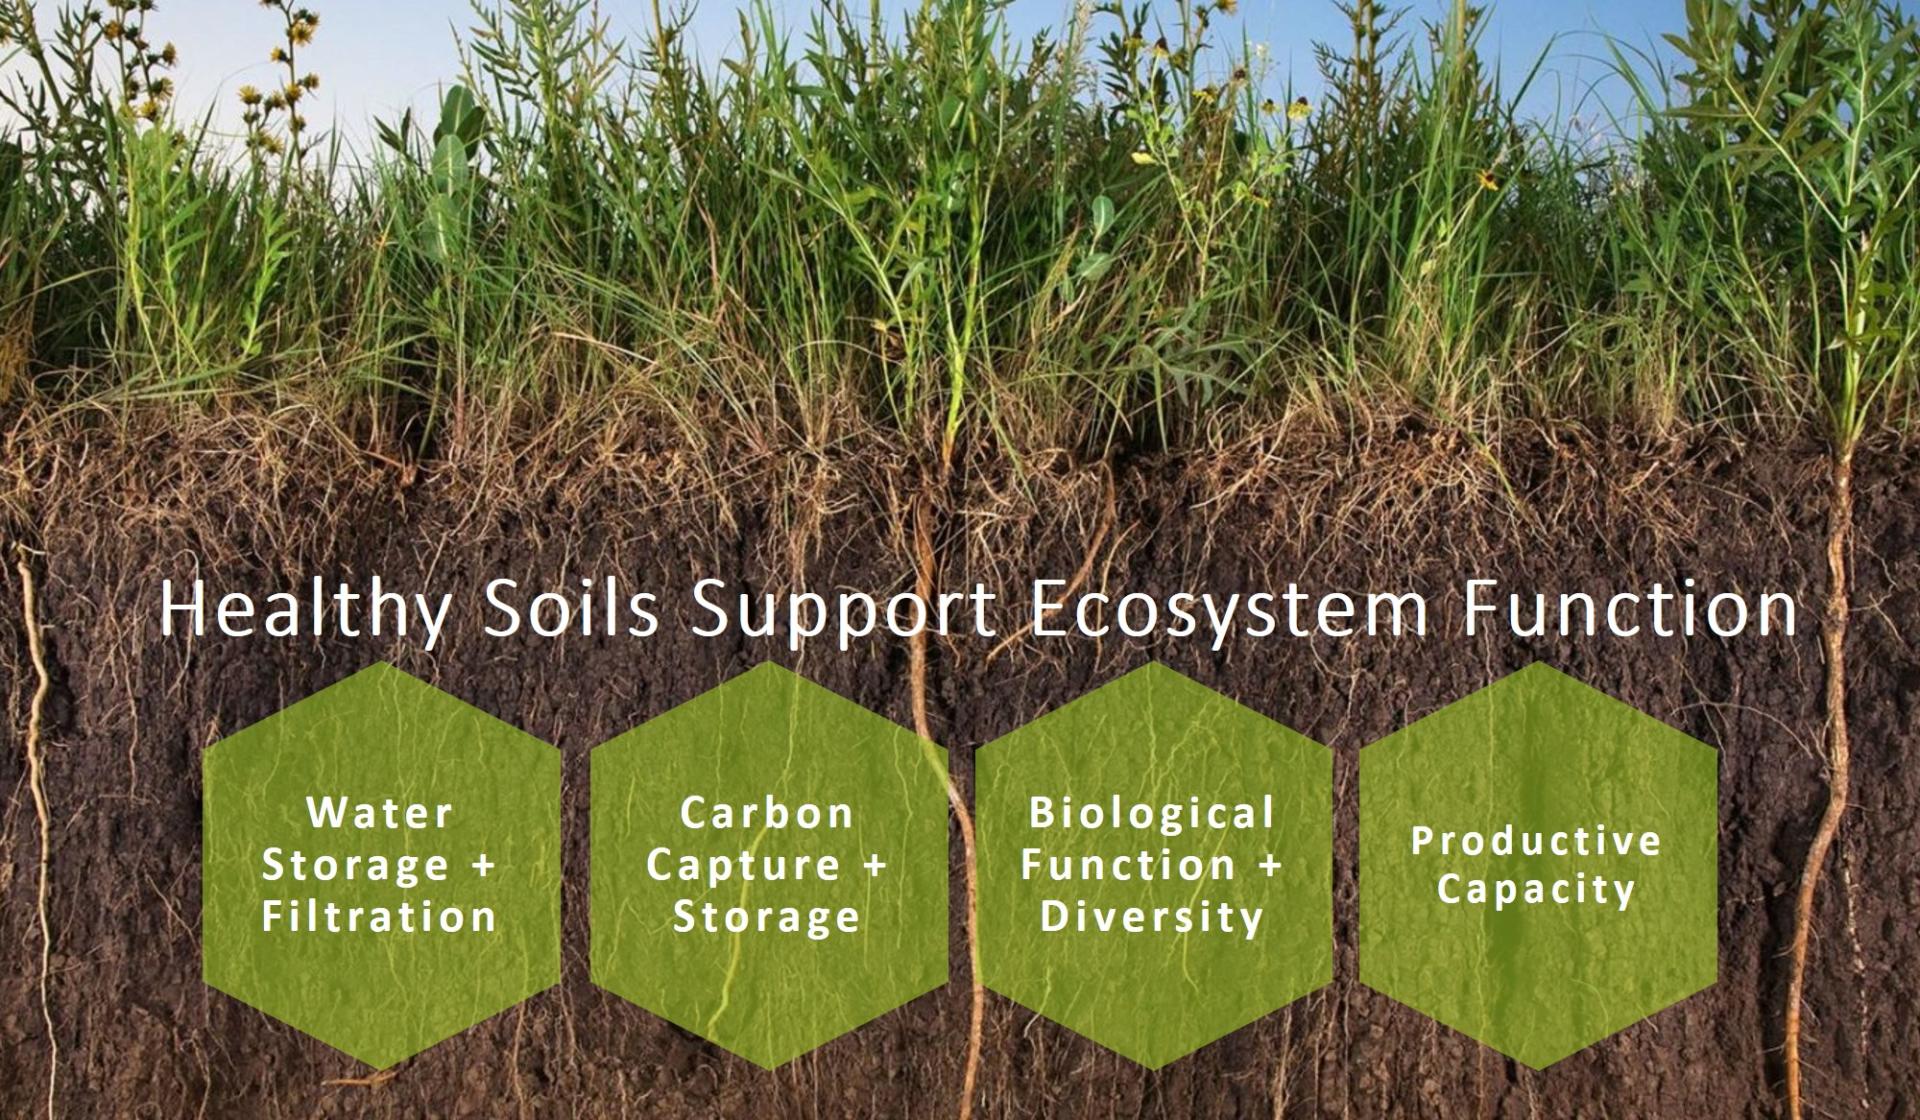 Healthy Soils Support Ecosystem Function
Water
Storage +
Filtration
Carbon
Capture +
Storage
Biological
Function +
Diversity
Productive
Capacity